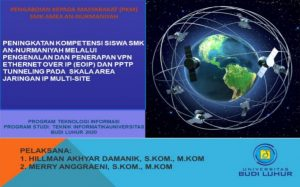 PENGABDIAN KEPADA MASYARAKAT (PKM)
SMK AMALAN NURMANIYAH
PENINGKATAN KOMPETENSI SISWA SMK
AN-NURMANIYAH MELALUI
PENGENALAN DAN PENERAPAN VPN
ETHERNET OVER IP (EOIP) DAN PPTP
TUNNELING PADA SKALA AREA
JARINGAN IP MULTI-SITE
PROGRAM TEKNOLOGI INFORMASI
PROGRAM STUDI: TEKNIK INFORMATIKAUNIVERSITAS
BUDI LUHUR 2020
PELAKSANA:
1. HILLMAN AKHYAR DAMANIK, S.KOM., M.KOM
2. MERRY ANGGRAENI, S.KOM., M.KOM
UNIVERSITAS
BUDI LUHUR